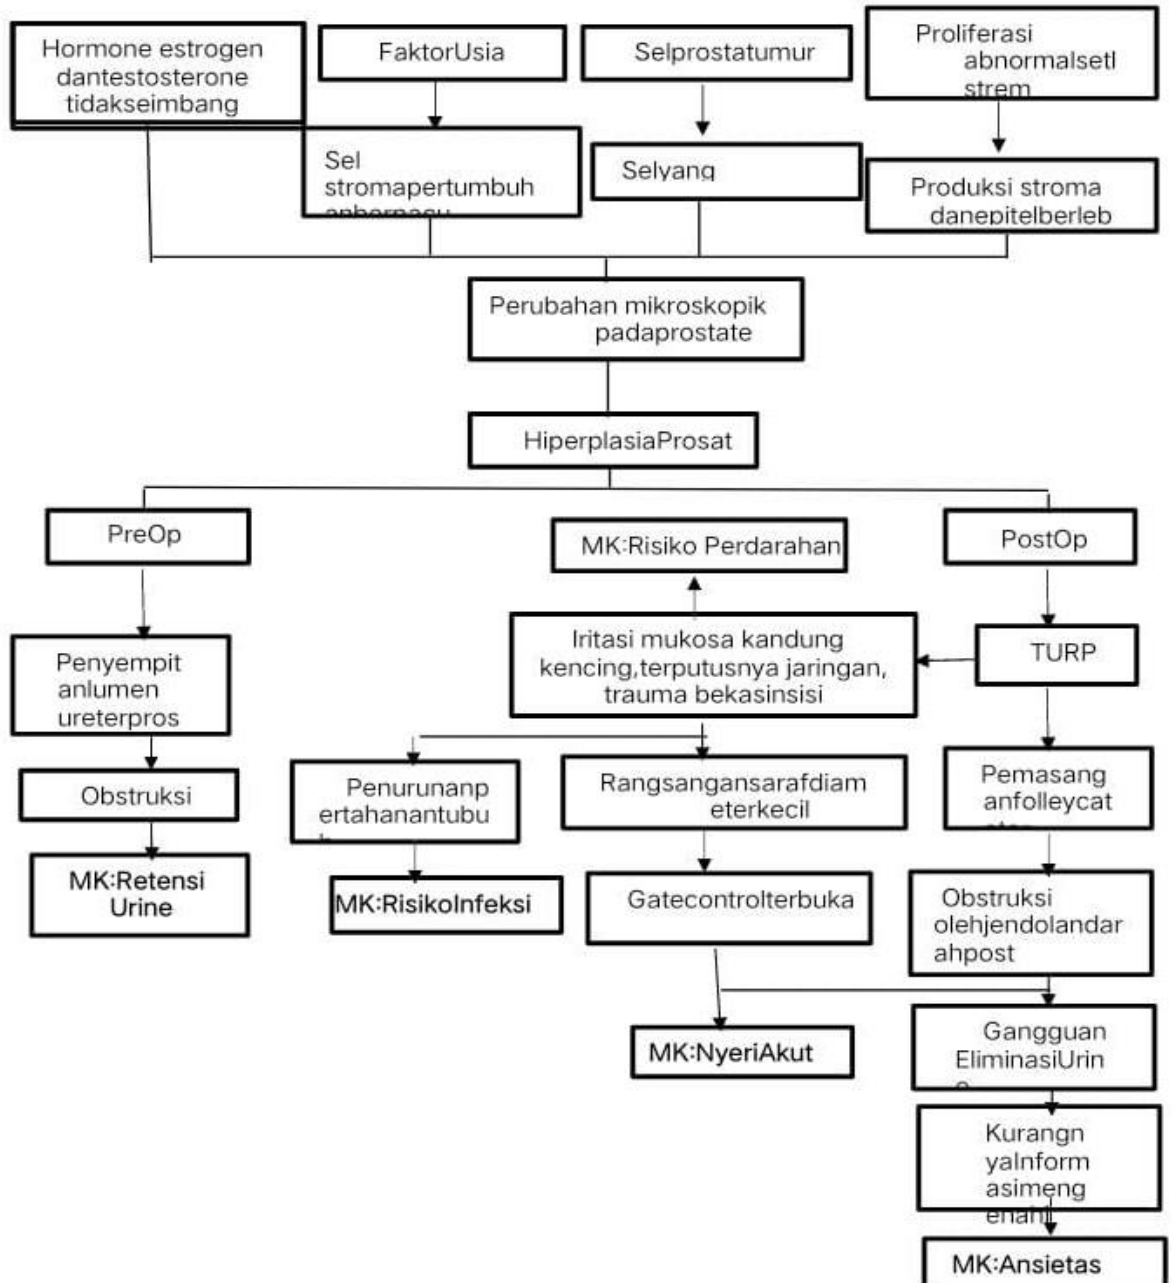 Hormone estrogen
dantestosterone
tidakseimbang
FaktorUsia
Selprostatumur
Proliferasi
abnormalsetl
strem
Sel
stromapertumbuh
anberpacu
Selyang
Produksi stroma
danepitelberleb
Perubahan mikroskopik
padaprostate
HiperplasiaProsat
PreOp
MK:Risiko Perdarahan
PostOp
Iritasi mukosa kandung
kencing,terputusnya jaringan,
trauma bekasinsisi
TURP
Penyempit
anlumen
ureterpros
Obstruksi
MK:Retensi
Urine
Penurunanp
ertahanantubu
h
MK:RisikoInfeksi
Rangsangansarafdiam
eterkecil
Gatecontrolterbuka
MK:NyeriAkut
Pemasang
anfolleycat
Obstruksi
olehjendolandar
ahpost
Gangguan
EliminasiUrin
e
Kurangn
yaInform
asimeng
enahi
MK:Ansietas